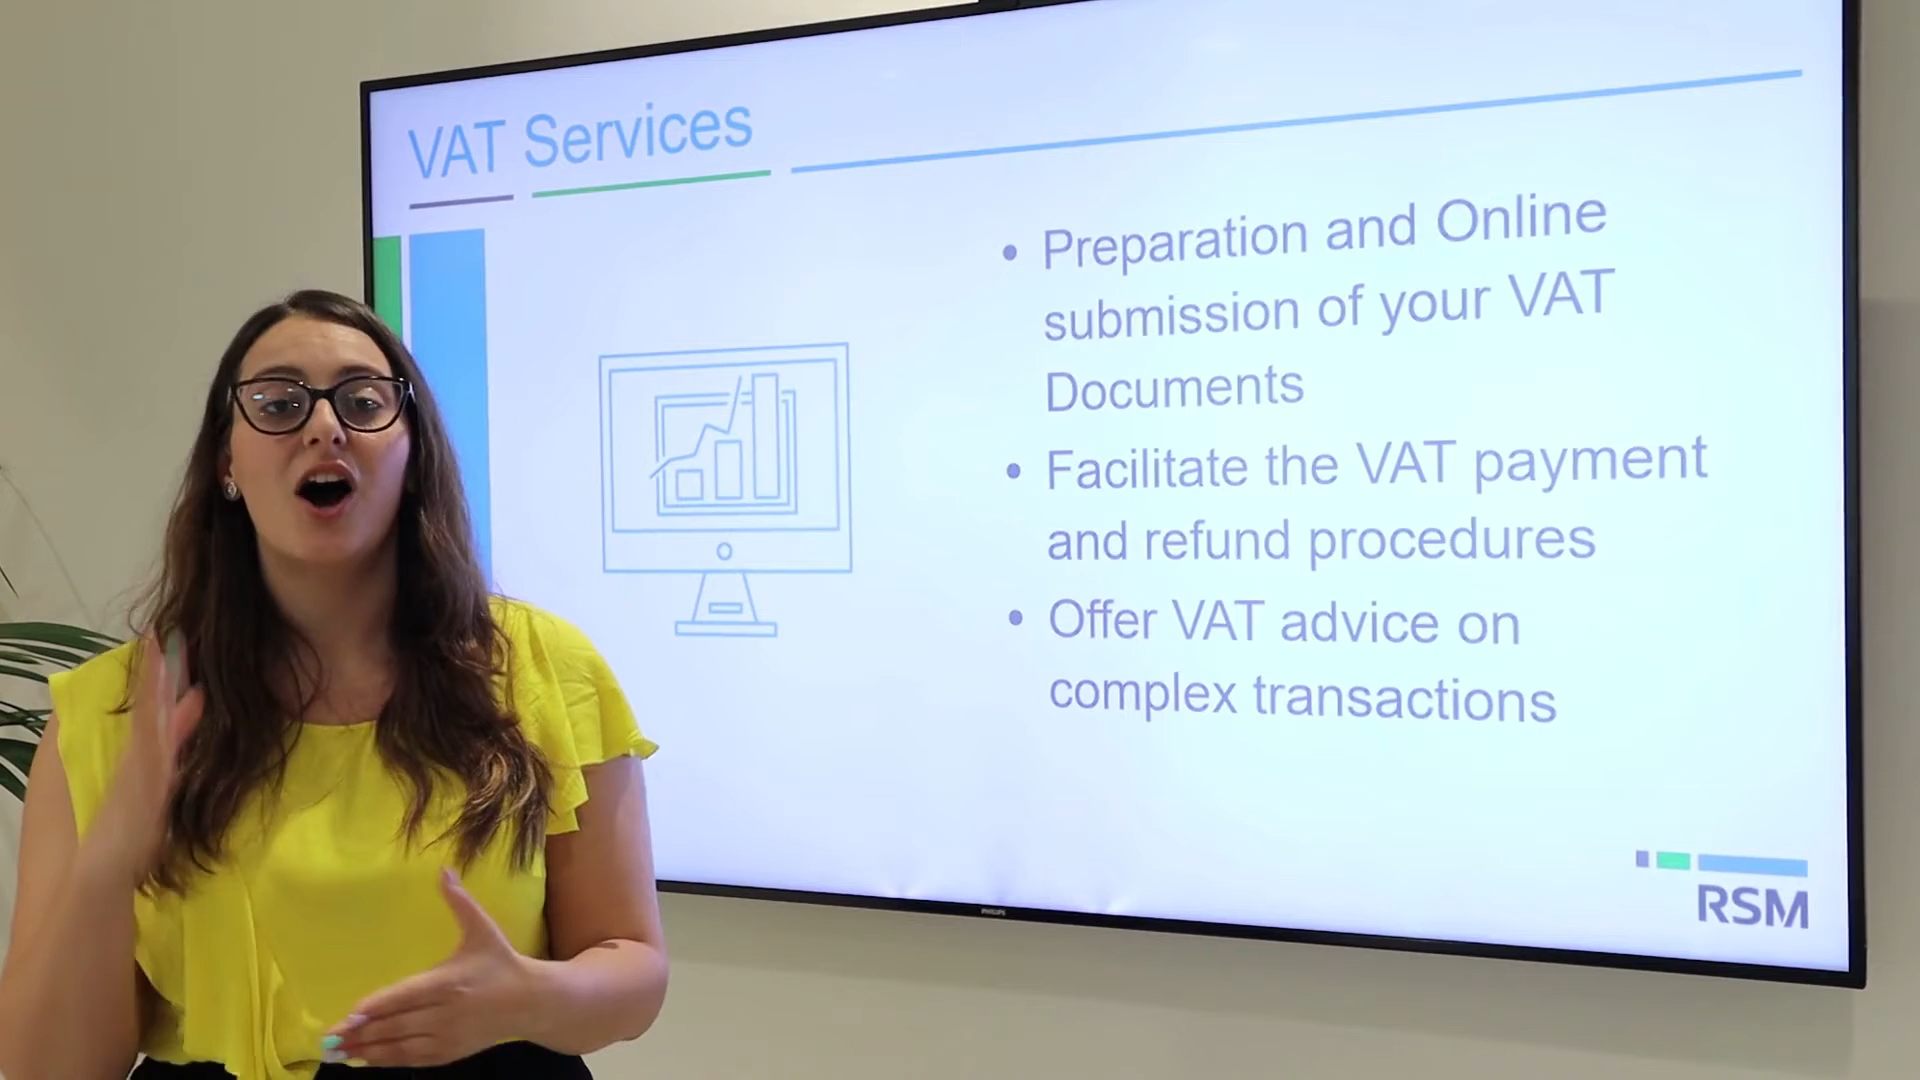 VAT Services
• Preparation and Online
submission of your VAT
Documents
• Facilitate the VAT payment
and refund procedures
• Offer VAT advice on
complex transactions
RSM
PHILIPS